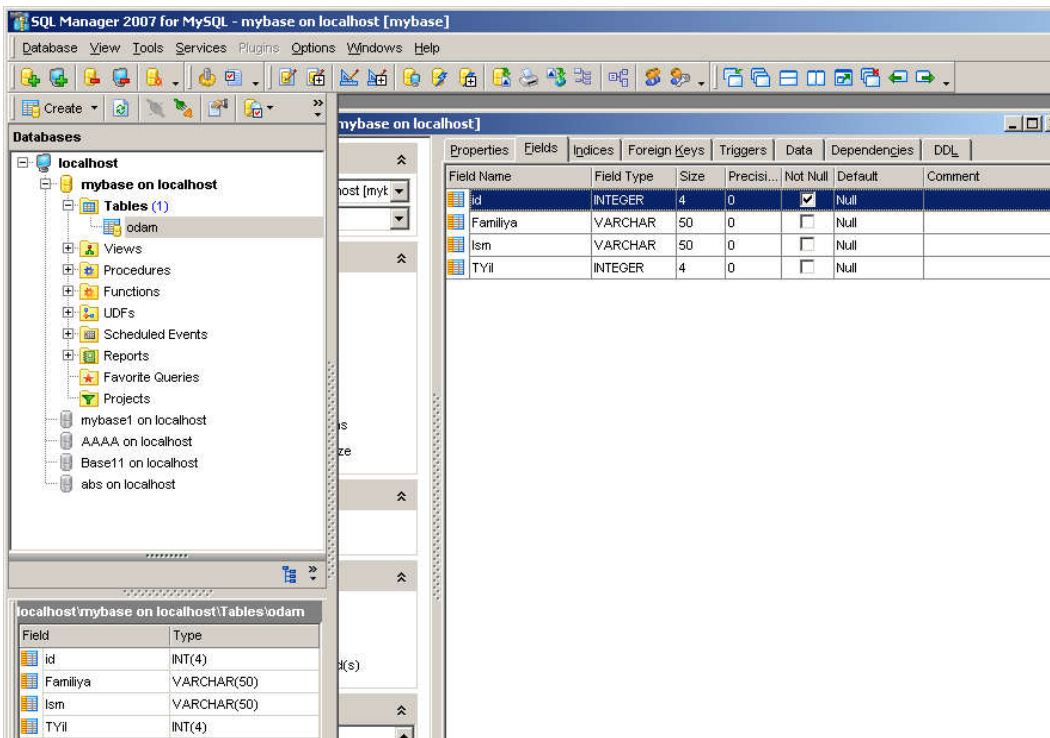 SQL Manager 2007 for MySQL - mybase on localhost [mybase]
Database View Tools Services Plugins Options Windows Help
Create
Databases
localhost
mybase on localhost
Tables (1)
odam
Views
Procedures
Functions
UDFs
Scheduled Events
Reports
Favorite Queries
Projects
mybase1 on localhost
AAAA on localhost
Base11 on localhost
abs on localhost
localhost\mybase on localhost\Tables\odam
Field Type
id INT(4)
Familiya VARCHAR(50)
Ism VARCHAR(50)
TYil INT(4)
mybase on localhost]
host [myk
ns
ze
d(s)
Properties Fields Indices Foreign Keys Triggers Data Dependencies DDL
Field Name Field Type Size Precisi... Not Null Default Comment
id INTEGER 4 0 Null
Familiya VARCHAR 50 0 Null
Ism VARCHAR 50 0 Null
TYil INTEGER 4 0 Null